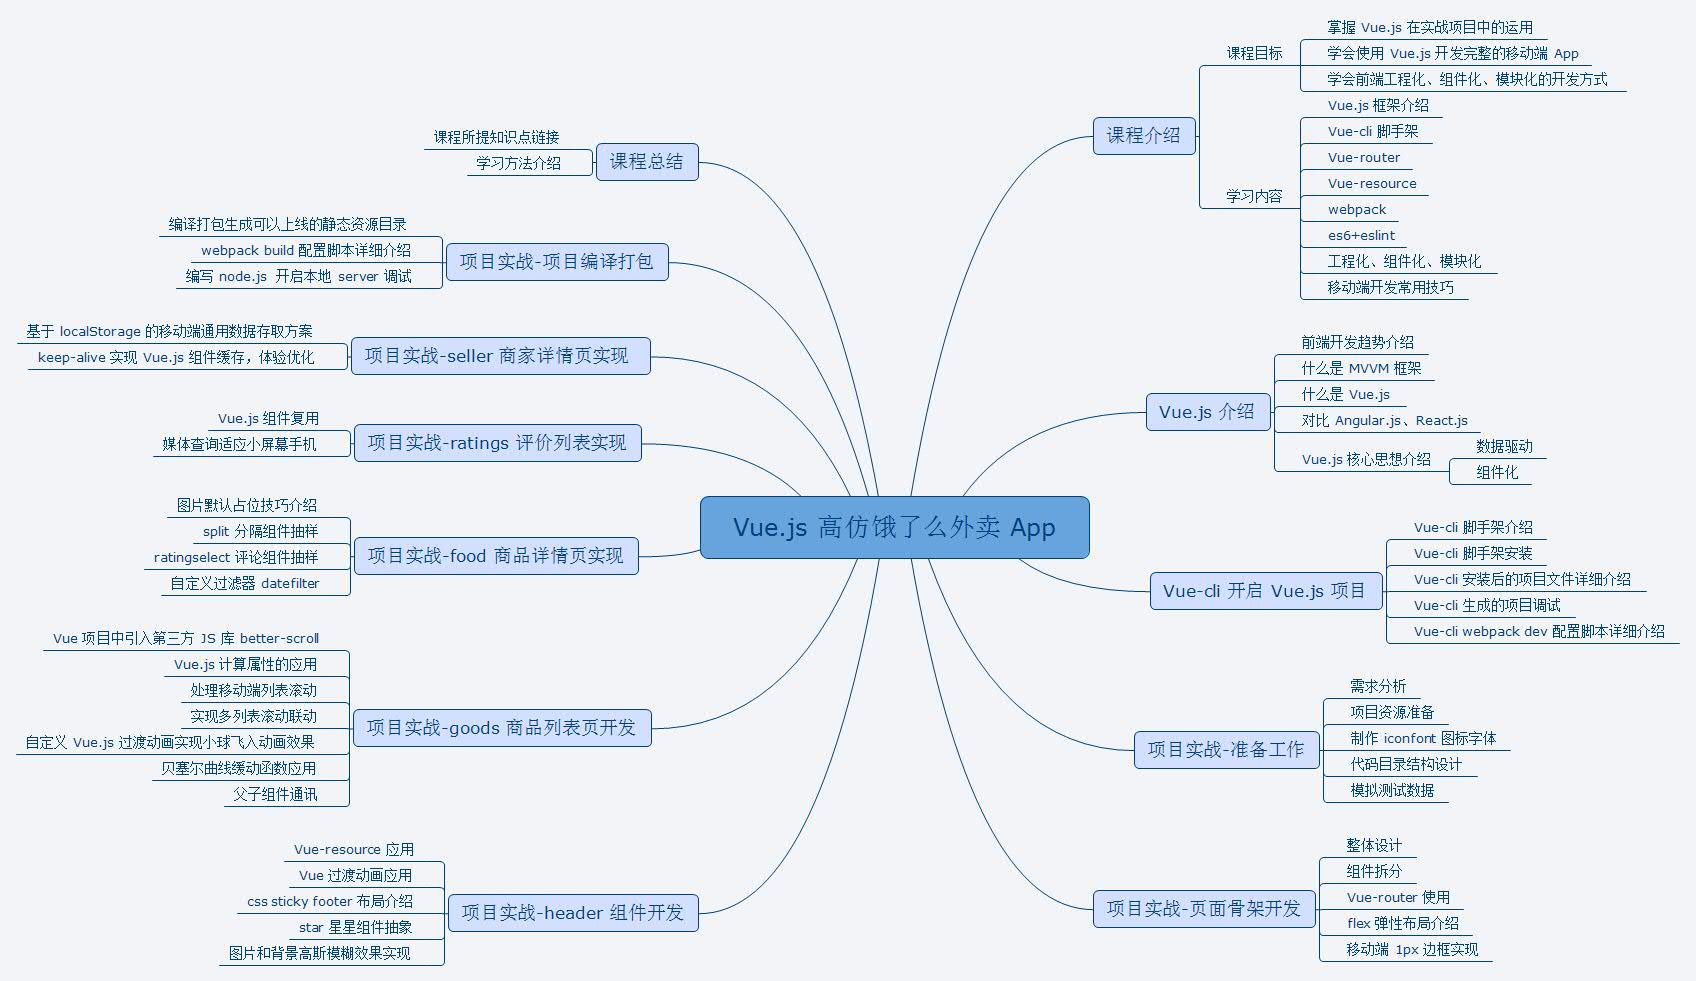 Vue.js 高仿饿了么外卖 App
课程介绍
课程目标
掌握 Vue.js 在实战项目中的运用
学会使用 Vue.js 开发完整的移动端 App
学会前端工程化、组件化、模块化的开发方式
学习内容
Vue.js 框架介绍
Vue-cli 脚手架
Vue-router
Vue-resource
webpack
es6+eslint
工程化、组件化、模块化
移动端开发常用技巧
Vue.js 介绍
前端开发趋势介绍
什么是 MVVM 框架
什么是 Vue.js
对比 Angular.js、React.js
Vue.js 核心思想介绍
数据驱动
组件化
Vue-cli 开启 Vue.js 项目
Vue-cli 脚手架介绍
Vue-cli 脚手架安装
Vue-cli 安装后的项目文件详细介绍
Vue-cli 生成的项目调试
Vue-cli webpack dev 配置脚本详细介绍
项目实战-准备工作
需求分析
项目资源准备
制作 iconfont 图标字体
代码目录结构设计
模拟测试数据
项目实战-页面骨架开发
整体设计
组件拆分
Vue-router 使用
flex 弹性布局介绍
移动端 1px 边框实现
项目实战-header 组件开发
Vue-resource 应用
Vue 过渡动画应用
css sticky footer 布局介绍
star 星星组件抽象
图片和背景高斯模糊效果实现
项目实战-goods 商品列表页开发
Vue 项目中引入第三方 JS 库 better-scroll
Vue.js 计算属性的应用
处理移动端列表滚动
实现多列表滚动联动
自定义 Vue.js 过渡动画实现小球飞入动画效果
贝塞尔曲线缓动函数应用
父子组件通讯
项目实战-food 商品详情页实现
图片默认占位技巧介绍
split 分隔组件抽样
ratingselect 评论组件抽样
自定义过滤器 datefilter
项目实战-ratings 评价列表实现
Vue.js 组件复用
媒体查询适应小屏幕手机
项目实战-seller 商家详情页实现
基于 localStorage 的移动端通用数据存取方案
keep-alive 实现 Vue.js 组件缓存，体验优化
项目实战-项目编译打包
编译打包生成可以上线的静态资源目录
webpack build 配置脚本详细介绍
编写 node.js 开启本地 server 调试
课程总结
课程所提知识点链接
学习方法介绍